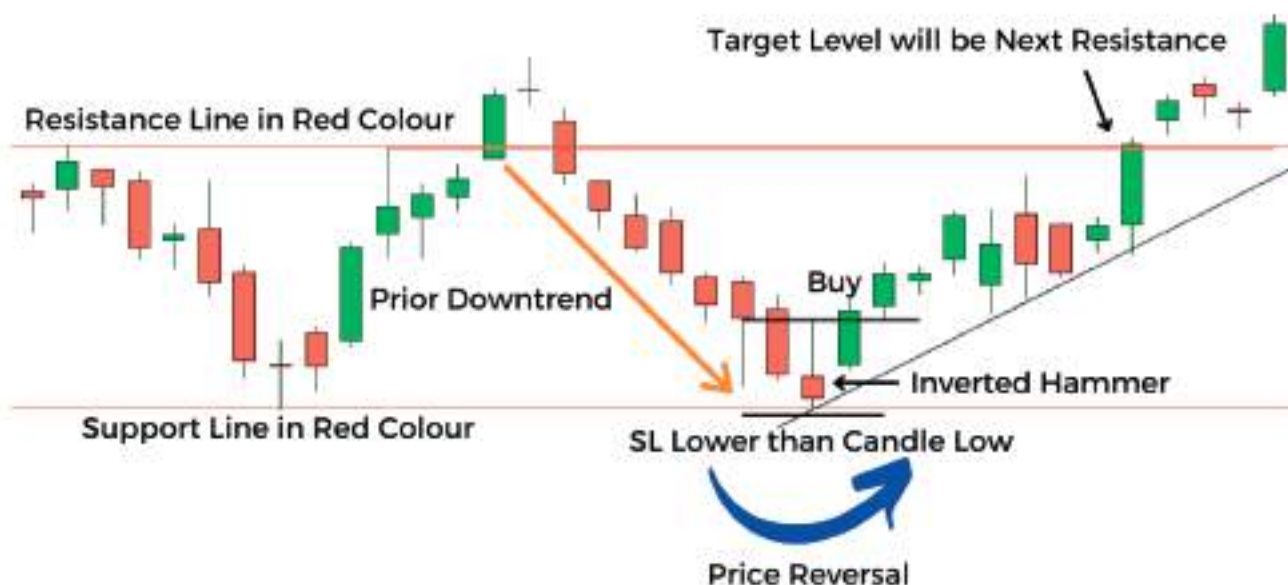 Target Level will be Next Resistance
Resistance Line in Red Colour
Prior Downtrend
Buy
Inverted Hammer
Support Line in Red Colour
SL Lower than Candle Low
Price Reversal